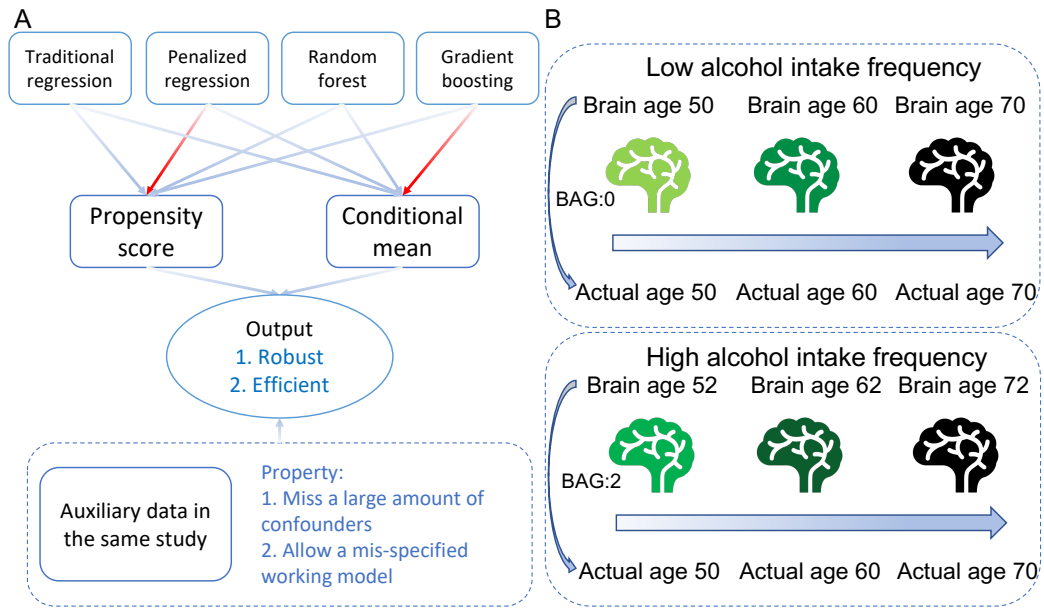 A
Traditional
regression
Penalized
regression
Random
forest
Gradient
boosting
Propensity
score
Conditional
mean
Output
1. Robust
2. Efficient
Auxiliary data in
the same study
Property:
1. Miss a large amount of
confounders
2. Allow a mis-specified
working model
B
Low alcohol intake frequency
Brain age 50 Brain age 60 Brain age 70
BAG:0
Actual age 50 Actual age 60 Actual age 70
High alcohol intake frequency
Brain age 52 Brain age 62 Brain age 72
BAG:2
Actual age 50 Actual age 60 Actual age 70